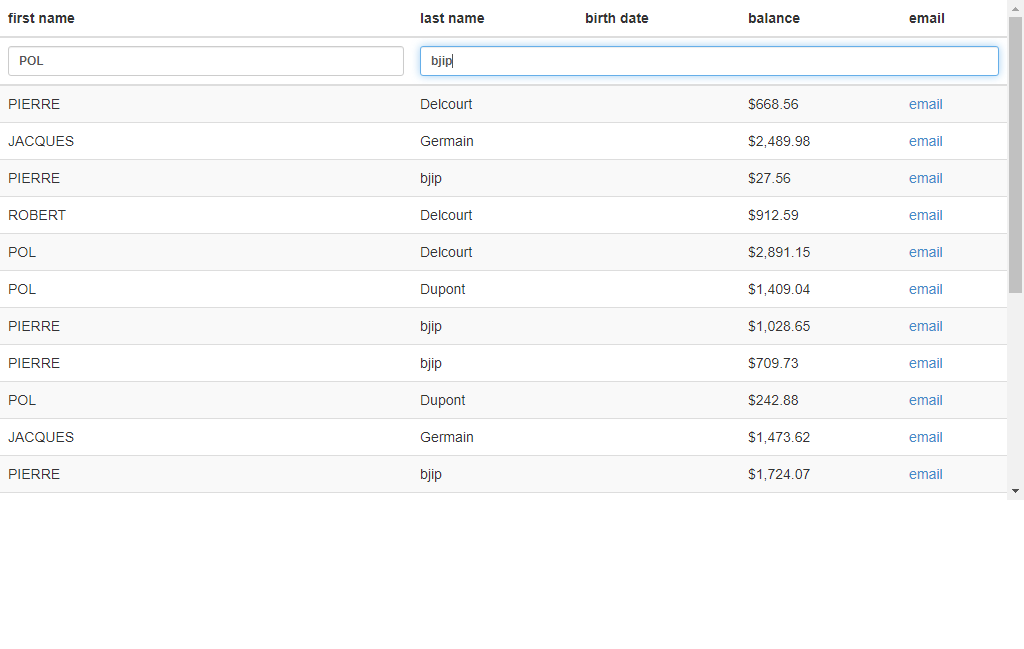 first name last name birth date balance email
POL bjip
PIERRE Delcourt $668.56 email
JACQUES Germain $2,489.98 email
PIERRE bjip $27.56 email
ROBERT Delcourt $912.59 email
POL Delcourt $2,891.15 email
POL Dupont $1,409.04 email
PIERRE bjip $1,028.65 email
PIERRE bjip $709.73 email
POL Dupont $242.88 email
JACQUES Germain $1,473.62 email
PIERRE bjip $1,724.07 email